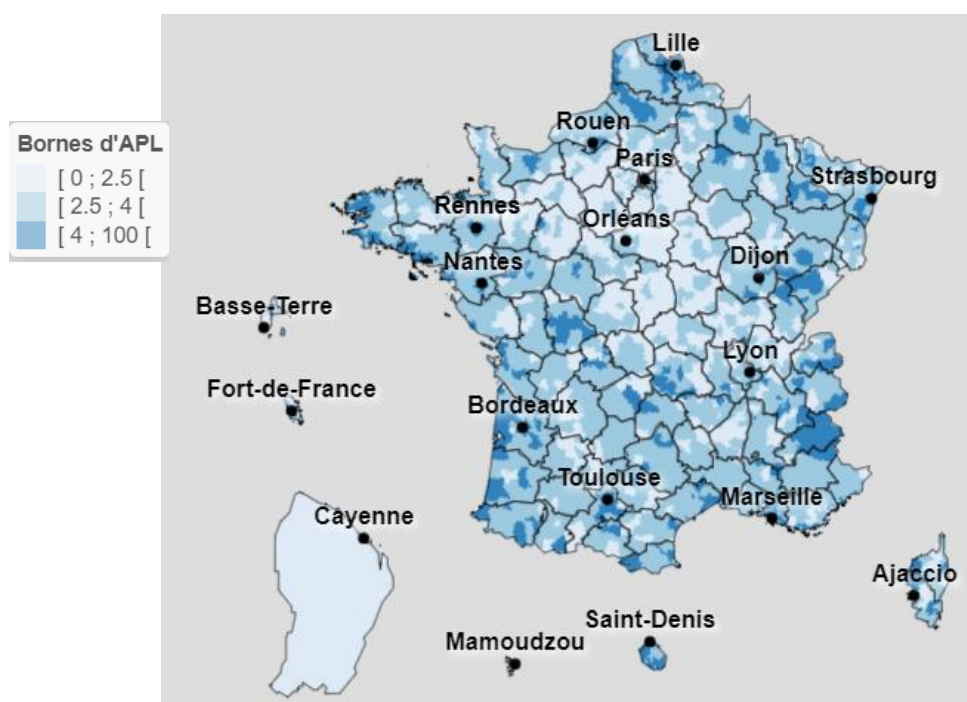 Lille
Rouen
Paris
Strasbourg
Rennes
Orléans
Dijon
Nantes
Basse-Terre
Lyon
Fort-de-France
Bordeaux
Toulouse
Marseille
Cayenne
Ajaccio
Saint-Denis
Mamoudzou
Bornes d'APL
[ 0 ; 2.5 [
[ 2.5 ; 4 [
[ 4 ; 100 [